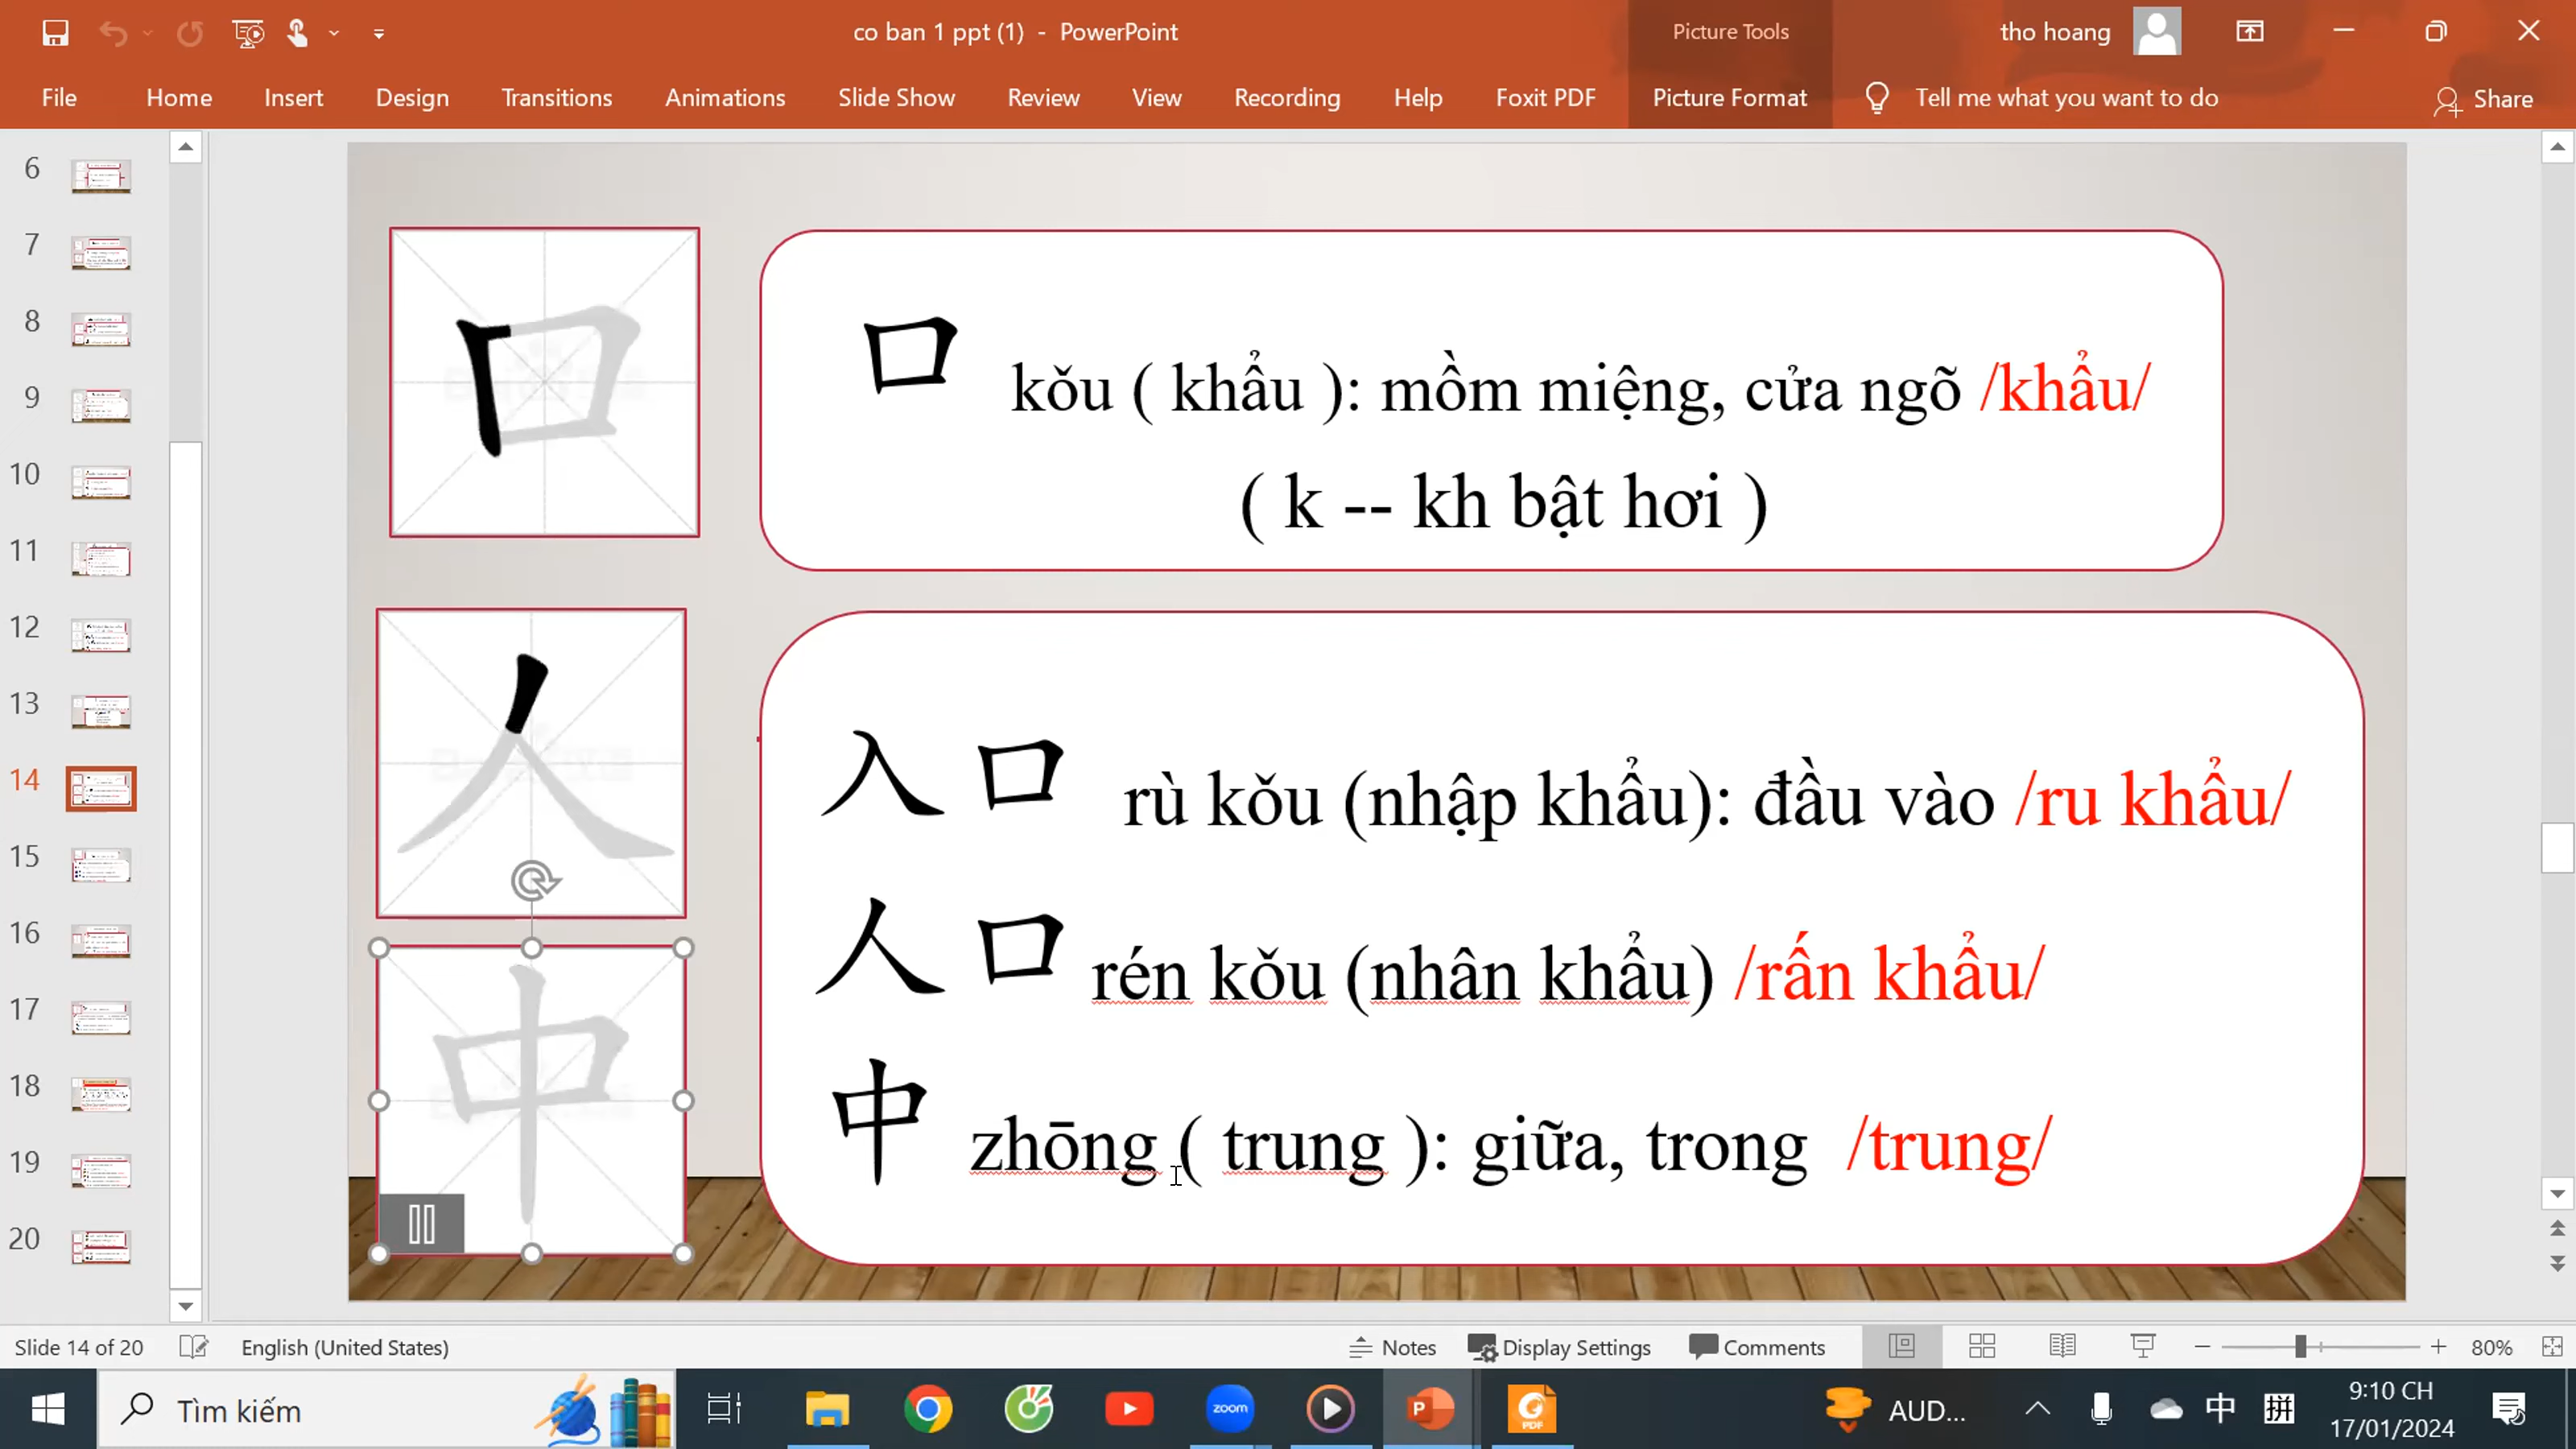 co ban 1 ppt (1) - PowerPoint
Picture Tools
tho hoang
File Home Insert Design Transitions Animations Slide Show Review View Recording Help Foxit PDF Picture Format Tell me what you want to do Share
6
7
8
9
10
11
12
13
14
15
16
17
18
19
20
口 kǒu ( khẩu ): mồm miệng, cửa ngõ /khẩu/
( k -- kh bật hơi )
口
入口 rù kǒu (nhập khẩu): đầu vào /ru khẩu/
人
人口 rén kǒu (nhân khẩu) /rấn khẩu/
中 zhōng ( trung ): giữa, trong /trung/
中
Slide 14 of 20 English (United States) Notes Display Settings Comments 80%
Tìm kiếm
zoom
P
PDF
AUD...
中
拼
9:10 CH
17/01/2024